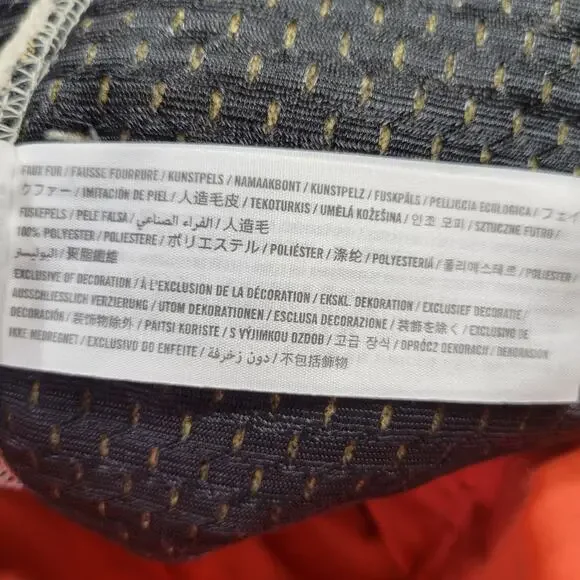 FAUX FUR / FAUSSE FOURRURE / KUNSTPELS / NAMAAKBONT / KUNSTPELZ / FUSKPÄLS / PELLICCIA ECOLOGICA / フェイ
クファー / IMITACIÓN DE PIEL / 人造毛皮 / TEKOTURKIS / UMĚLÁ KOŽEŠINA / 인조 모피 / SZTUCZNE FUTRO /
FUSKEPELS / PELE FALSA / الفراء الصناعي / 人造毛
100% POLYESTER / POLIESTERE / ポリエステル / POLIÉSTER / 涤纶 / POLYESTERIÄ / 폴리에스테르 / POLIESTER /
البوليستر / 聚脂纖維
EXCLUSIVE OF DECORATION / À L'EXCLUSION DE LA DÉCORATION / EKSKL. DEKORATION / EXCLUSIEF DECORATIE /
AUSSCHLIESSLICH VERZIERUNG / UTOM DEKORATIONEN / ESCLUSA DECORAZIONE / 装飾を除く / EXCLUSIVO DE
DECORACIÓN / 装饰物除外 / PAITSI KORISTE / S VÝJIMKOU OZDOB / 고급 장식 / OPRÓCZ DEKORACJI / DEKORASJON
IKKE MEDREGNET / EXCLUSIVO DO ENFEITE / دون زخرفة / 不包括飾物